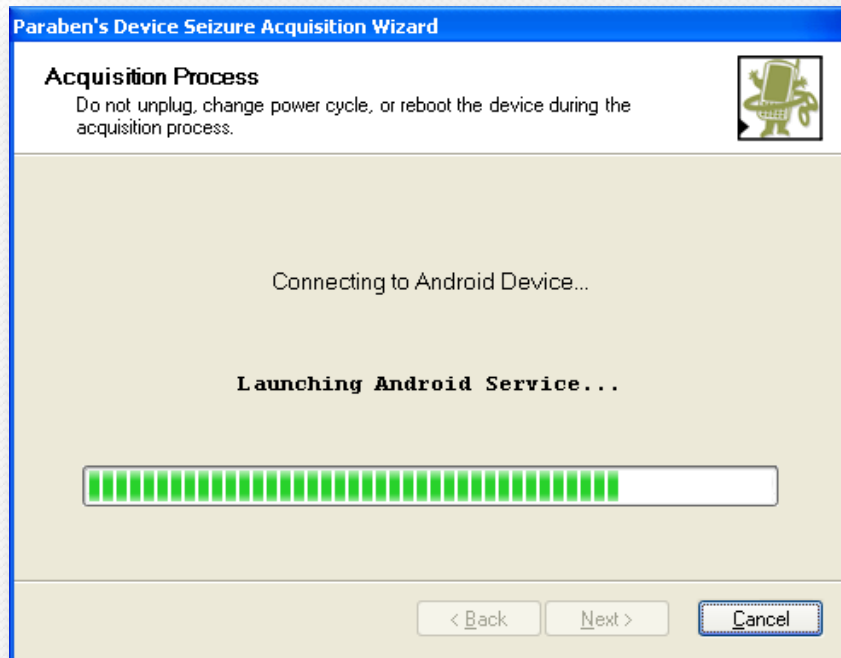 Paraben's Device Seizure Acquisition Wizard
Acquisition Process
Do not unplug, change power cycle, or reboot the device during the
acquisition process.
Connecting to Android Device...
Launching Android Service...
< Back Next > Cancel